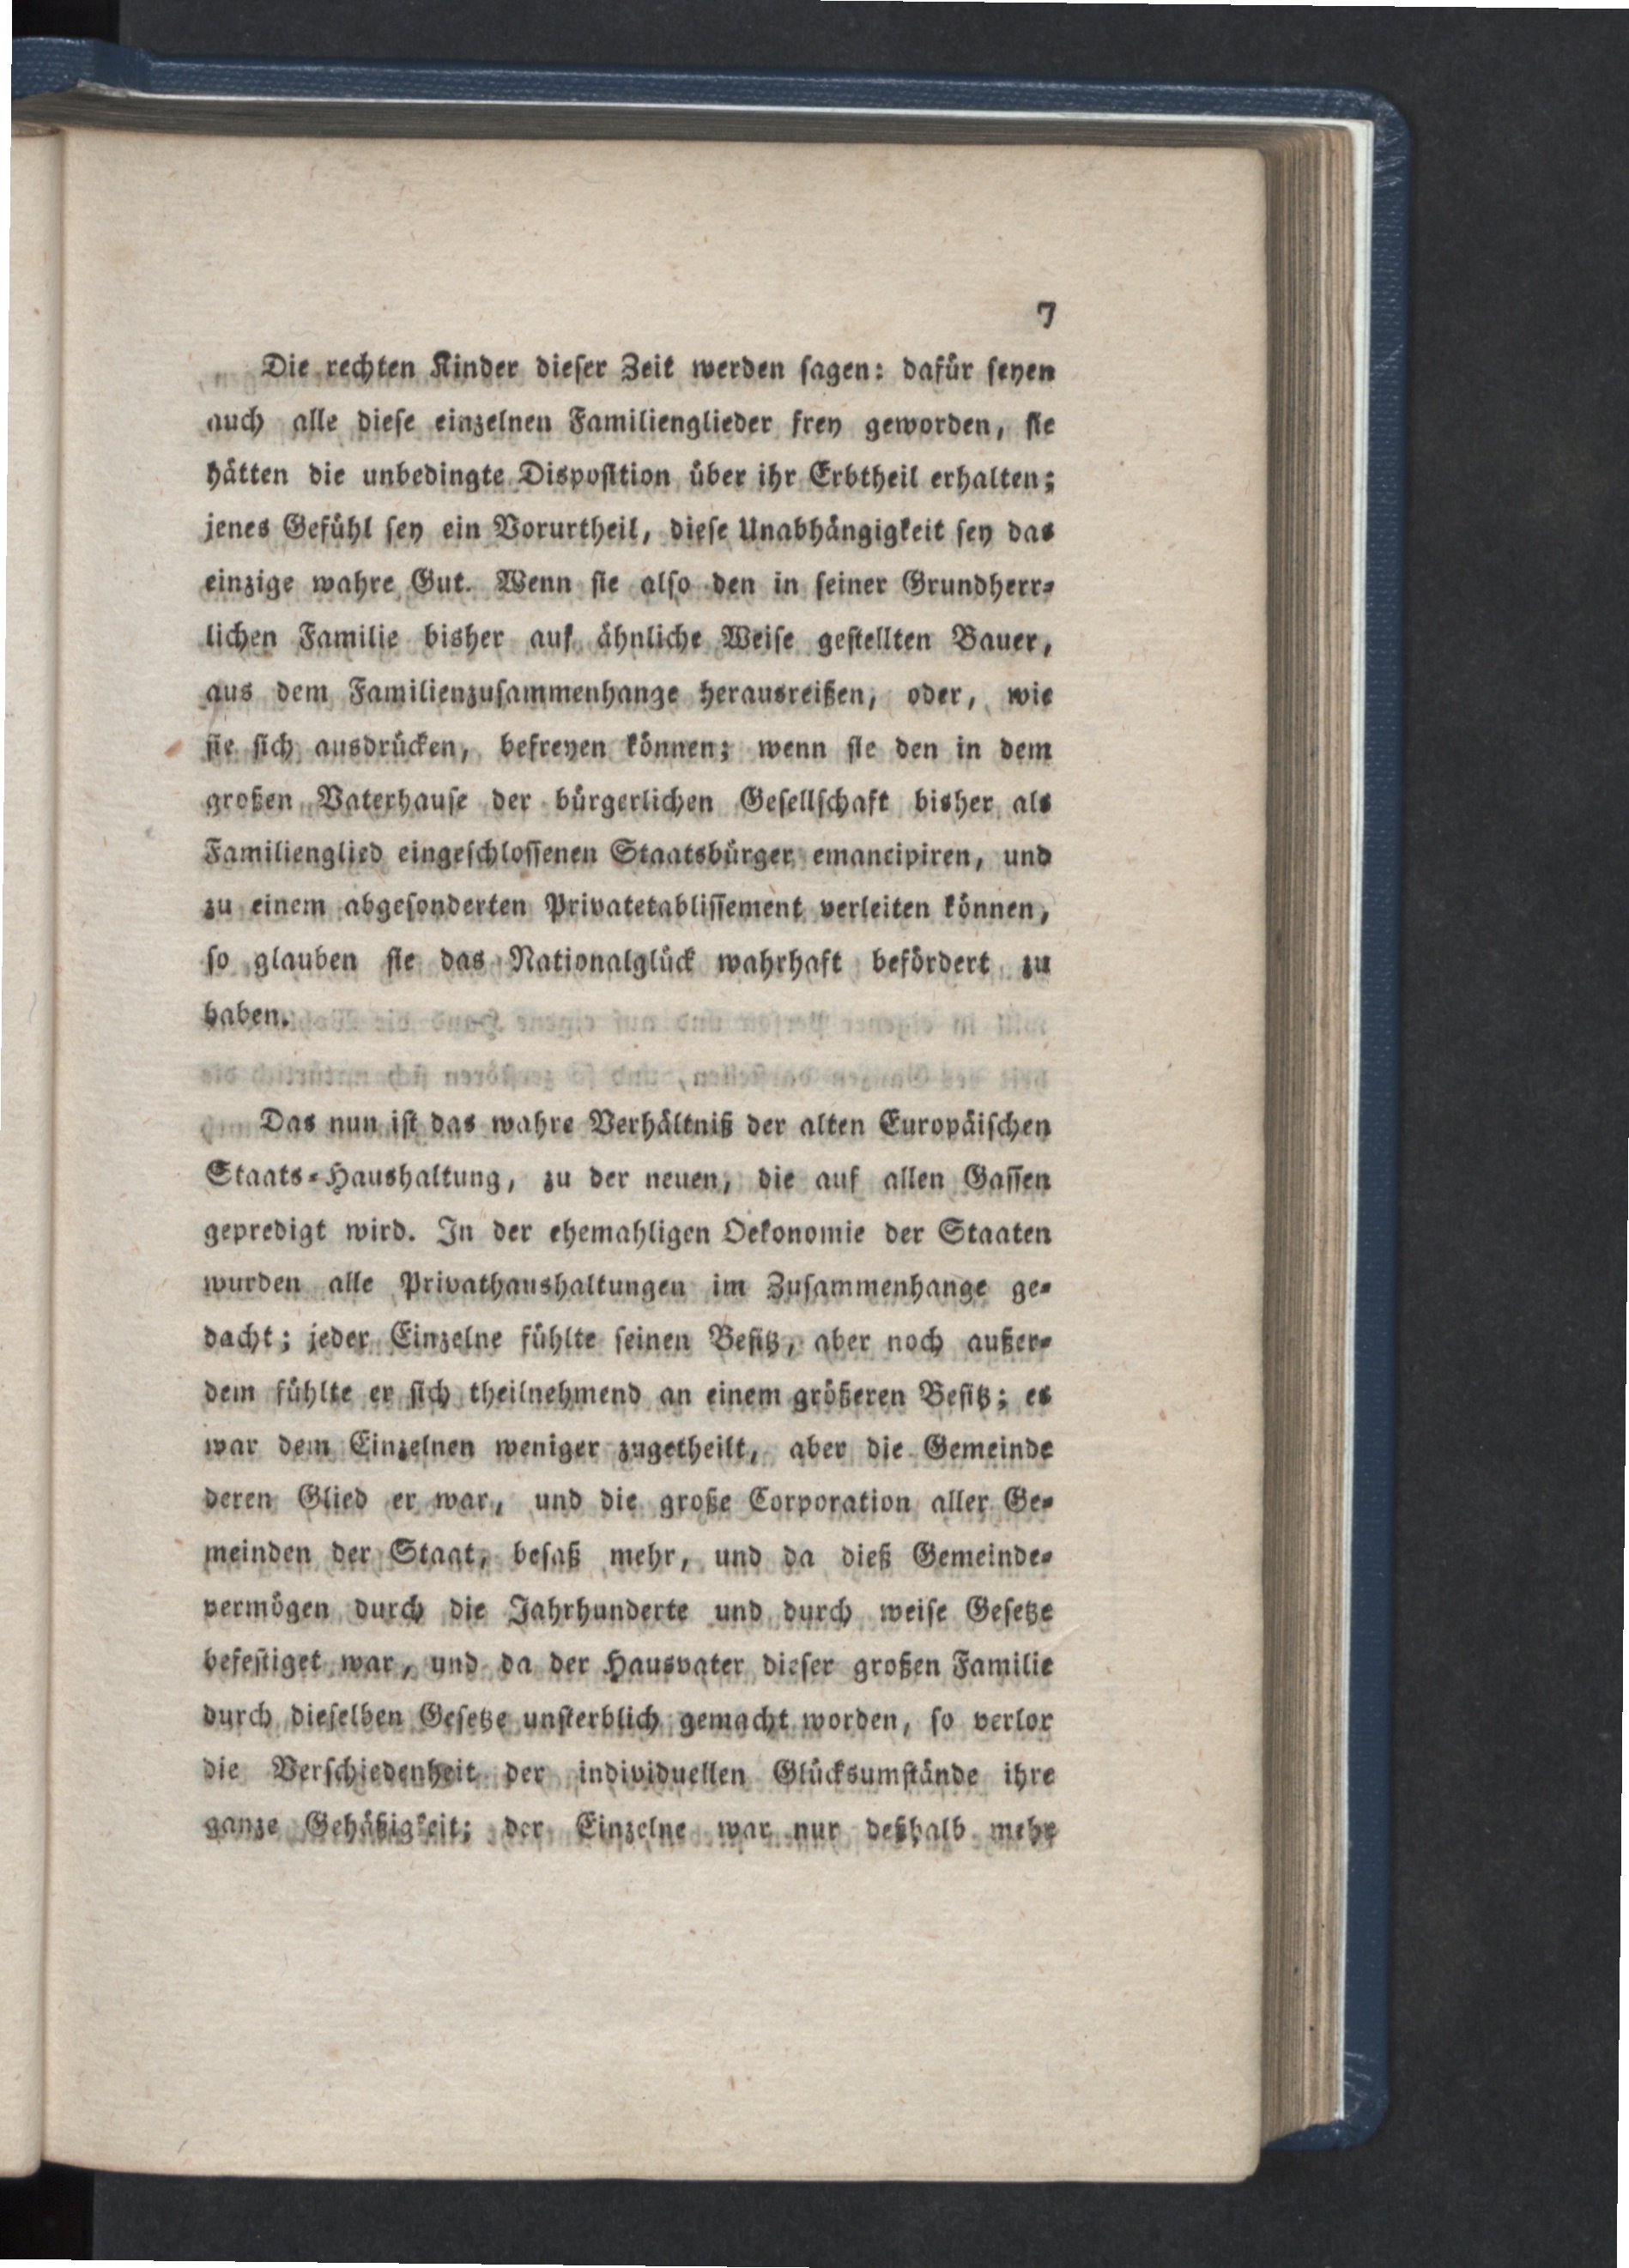 7
Die rechten Kinder dieser Zeit werden sagen: dafür seyen
auch alle diese einzelnen Familienglieder frey geworden, sie
hätten die unbedingte Disposition über ihr Erbtheil erhalten;
jenes Gefühl sey ein Vorurtheil, diese Unabhängigkeit sey das
einzige wahre Gut. Wenn sie also den in seiner Grundherr-
lichen Familie bisher auf ähnliche Weise gestellten Bauer,
aus dem Familienzusammenhange herausreißen, oder, wie
sie sich ausdrücken, befreyen können; wenn sie den in dem
großen Vaterhause der bürgerlichen Gesellschaft bisher als
Familienglied eingeschlossenen Staatsbürger emancipiren, und
zu einem abgesonderten Privatetablissement verleiten können,
so glauben sie das Nationalglück wahrhaft befördert zu
haben.
Das nun ist das wahre Verhältniß der alten Europäischen
Staats-Haushaltung, zu der neuen, die auf allen Gassen
gepredigt wird. In der ehemahligen Oekonomie der Staaten
wurden alle Privathaushaltungen im Zusammenhange ge-
dacht; jeder Einzelne fühlte seinen Besitz, aber noch außer-
dem fühlte er sich theilnehmend an einem größeren Besitz; es
war dem Einzelnen weniger zugetheilt, aber die Gemeinde
deren Glied er war, und die große Corporation aller Ge-
meinden der Staat, besaß mehr, und da dieß Gemeinde-
vermögen durch die Jahrhunderte und durch weise Gesetze
befestiget war, und da der Hausvater dieser großen Familie
durch dieselben Gesetze unsterblich gemacht worden, so verlor
die Verschiedenheit der individuellen Glücksumstände ihre
ganze Gehäßigkeit; der Einzelne war nur deßhalb mehr